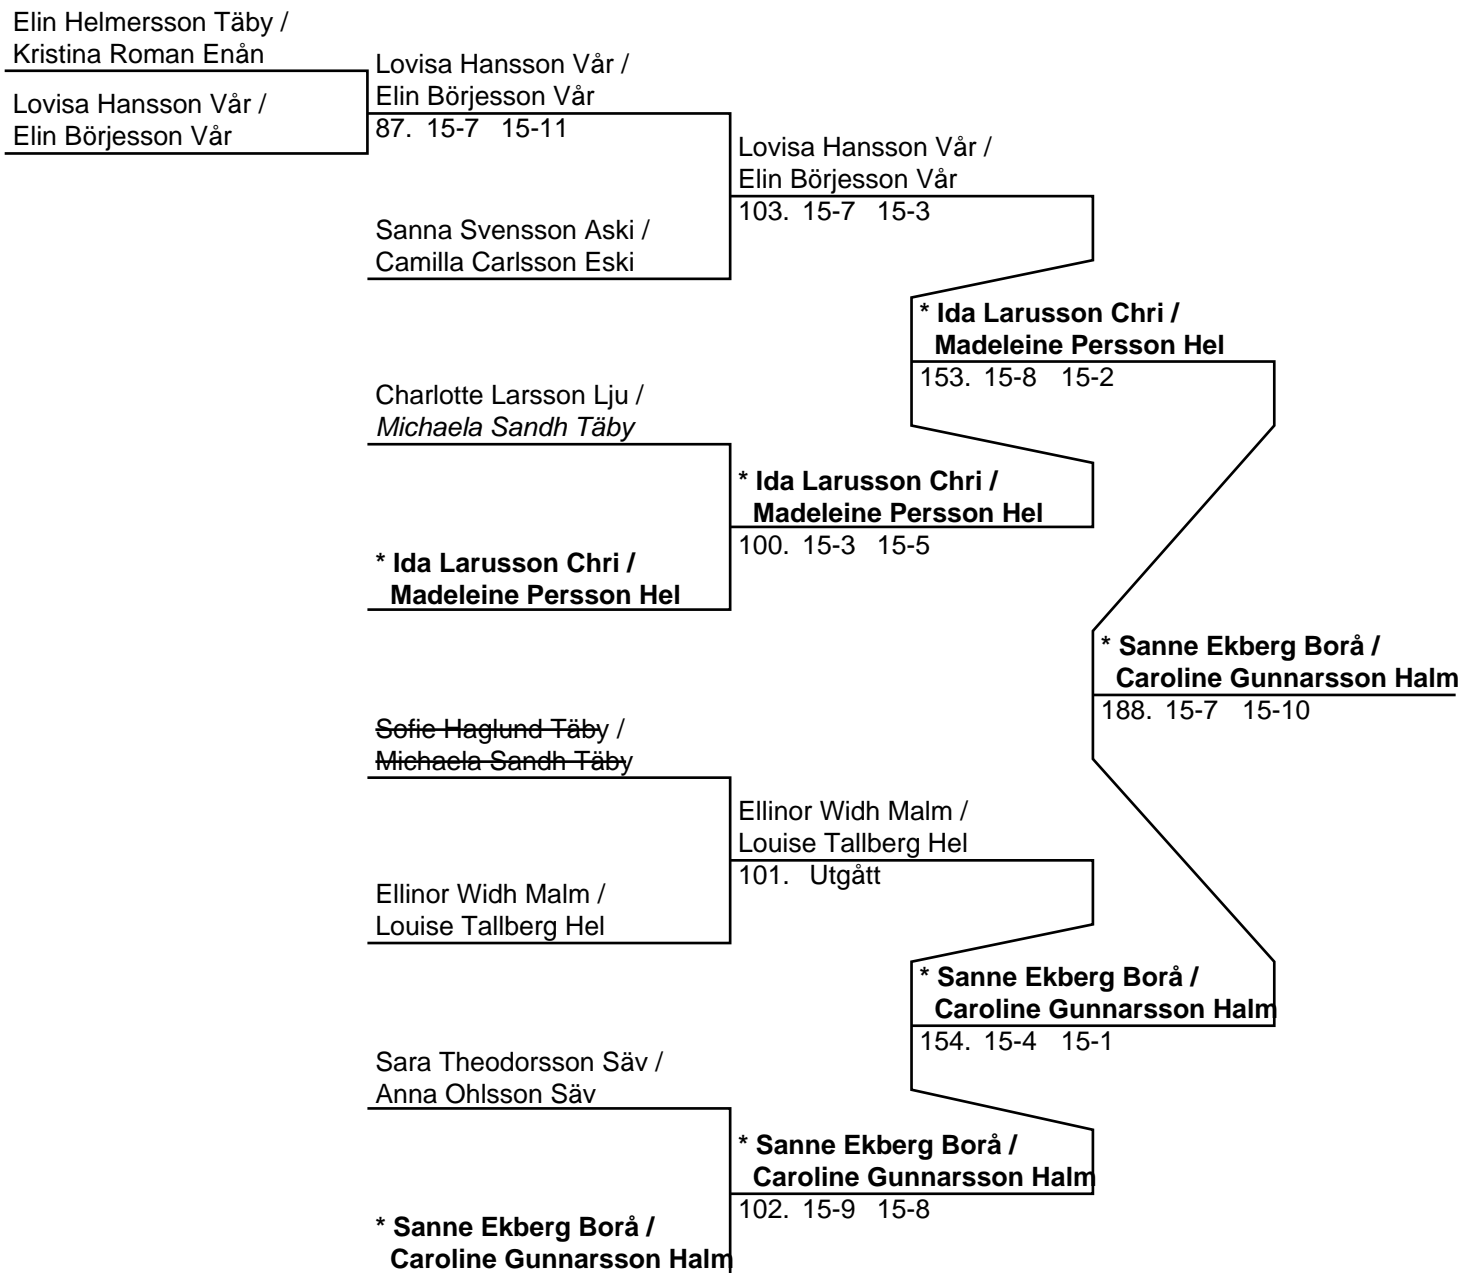 Elin Helmersson Täby /
Kristina Roman Enån
Lovisa Hansson Vår /
Elin Börjesson Vår
Lovisa Hansson Vår /
Elin Börjesson Vår
87. 15-7 15-11
Sanna Svensson Aski /
Camilla Carlsson Eski
Lovisa Hansson Vår /
Elin Börjesson Vår
103. 15-7 15-3
* Ida Larusson Chri /
Madeleine Persson Hel
153. 15-8 15-2
Charlotte Larsson Lju /
Michaela Sandh Täby
* Ida Larusson Chri /
Madeleine Persson Hel
100. 15-3 15-5
* Ida Larusson Chri /
Madeleine Persson Hel
* Sanne Ekberg Borå /
Caroline Gunnarsson Halm
188. 15-7 15-10
Sofie Haglund Täby /
Michaela Sandh Täby
Ellinor Widh Malm /
Louise Tallberg Hel
101. Utgått
Ellinor Widh Malm /
Louise Tallberg Hel
* Sanne Ekberg Borå /
Caroline Gunnarsson Halm
154. 15-4 15-1
Sara Theodorsson Säv /
Anna Ohlsson Säv
* Sanne Ekberg Borå /
Caroline Gunnarsson Halm
102. 15-9 15-8
* Sanne Ekberg Borå /
Caroline Gunnarsson Halm